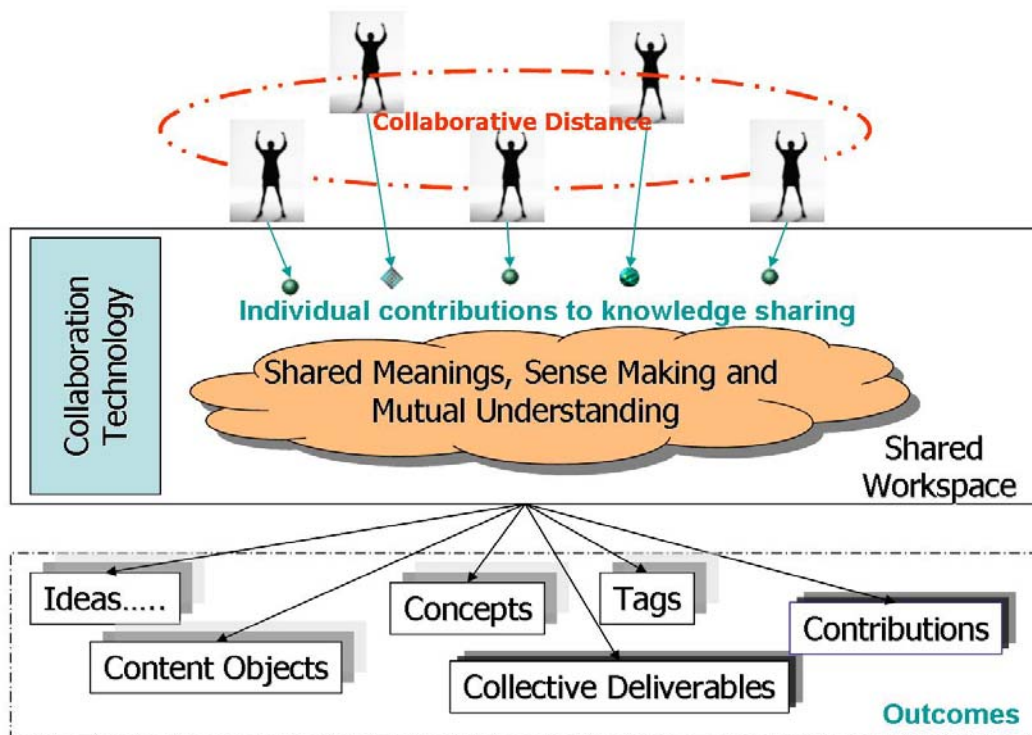 Collaborative Distance
Collaboration
Technology
Individual contributions to knowledge sharing
Shared Meanings, Sense Making and
Mutual Understanding
Shared
Workspace
Ideas.....
Concepts
Tags
Contributions
Content Objects
Collective Deliverables
Outcomes